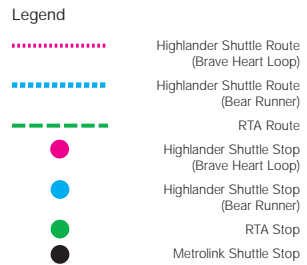 Legend
Highlander Shuttle Route
(Brave Heart Loop)
Highlander Shuttle Route
(Bear Runner)
RTA Route
Highlander Shuttle Stop
(Brave Heart Loop)
Highlander Shuttle Stop
(Bear Runner)
RTA Stop
Metrolink Shuttle Stop